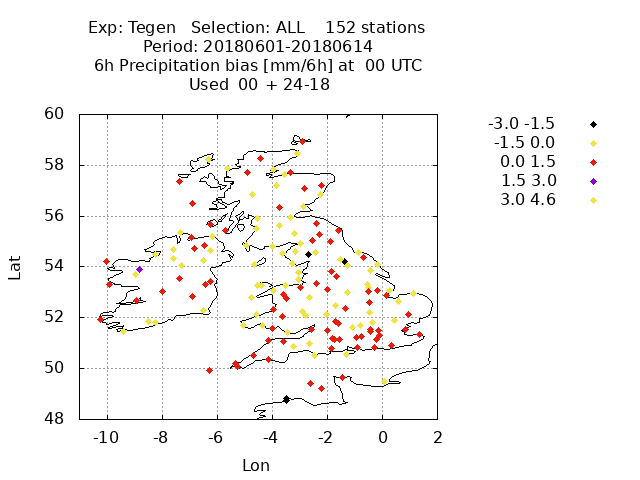 Exp: Tegen   Selection: ALL    152 stations
Period: 20180601-20180614
6h Precipitation bias [mm/6h] at  00 UTC
Used  00 + 24-18
-3.0 -1.5
-1.5 0.0
0.0 1.5
1.5 3.0
3.0 4.6
60
58
56
54
52
50
48
Lat
-10 -8 -6 -4 -2 0 2
Lon